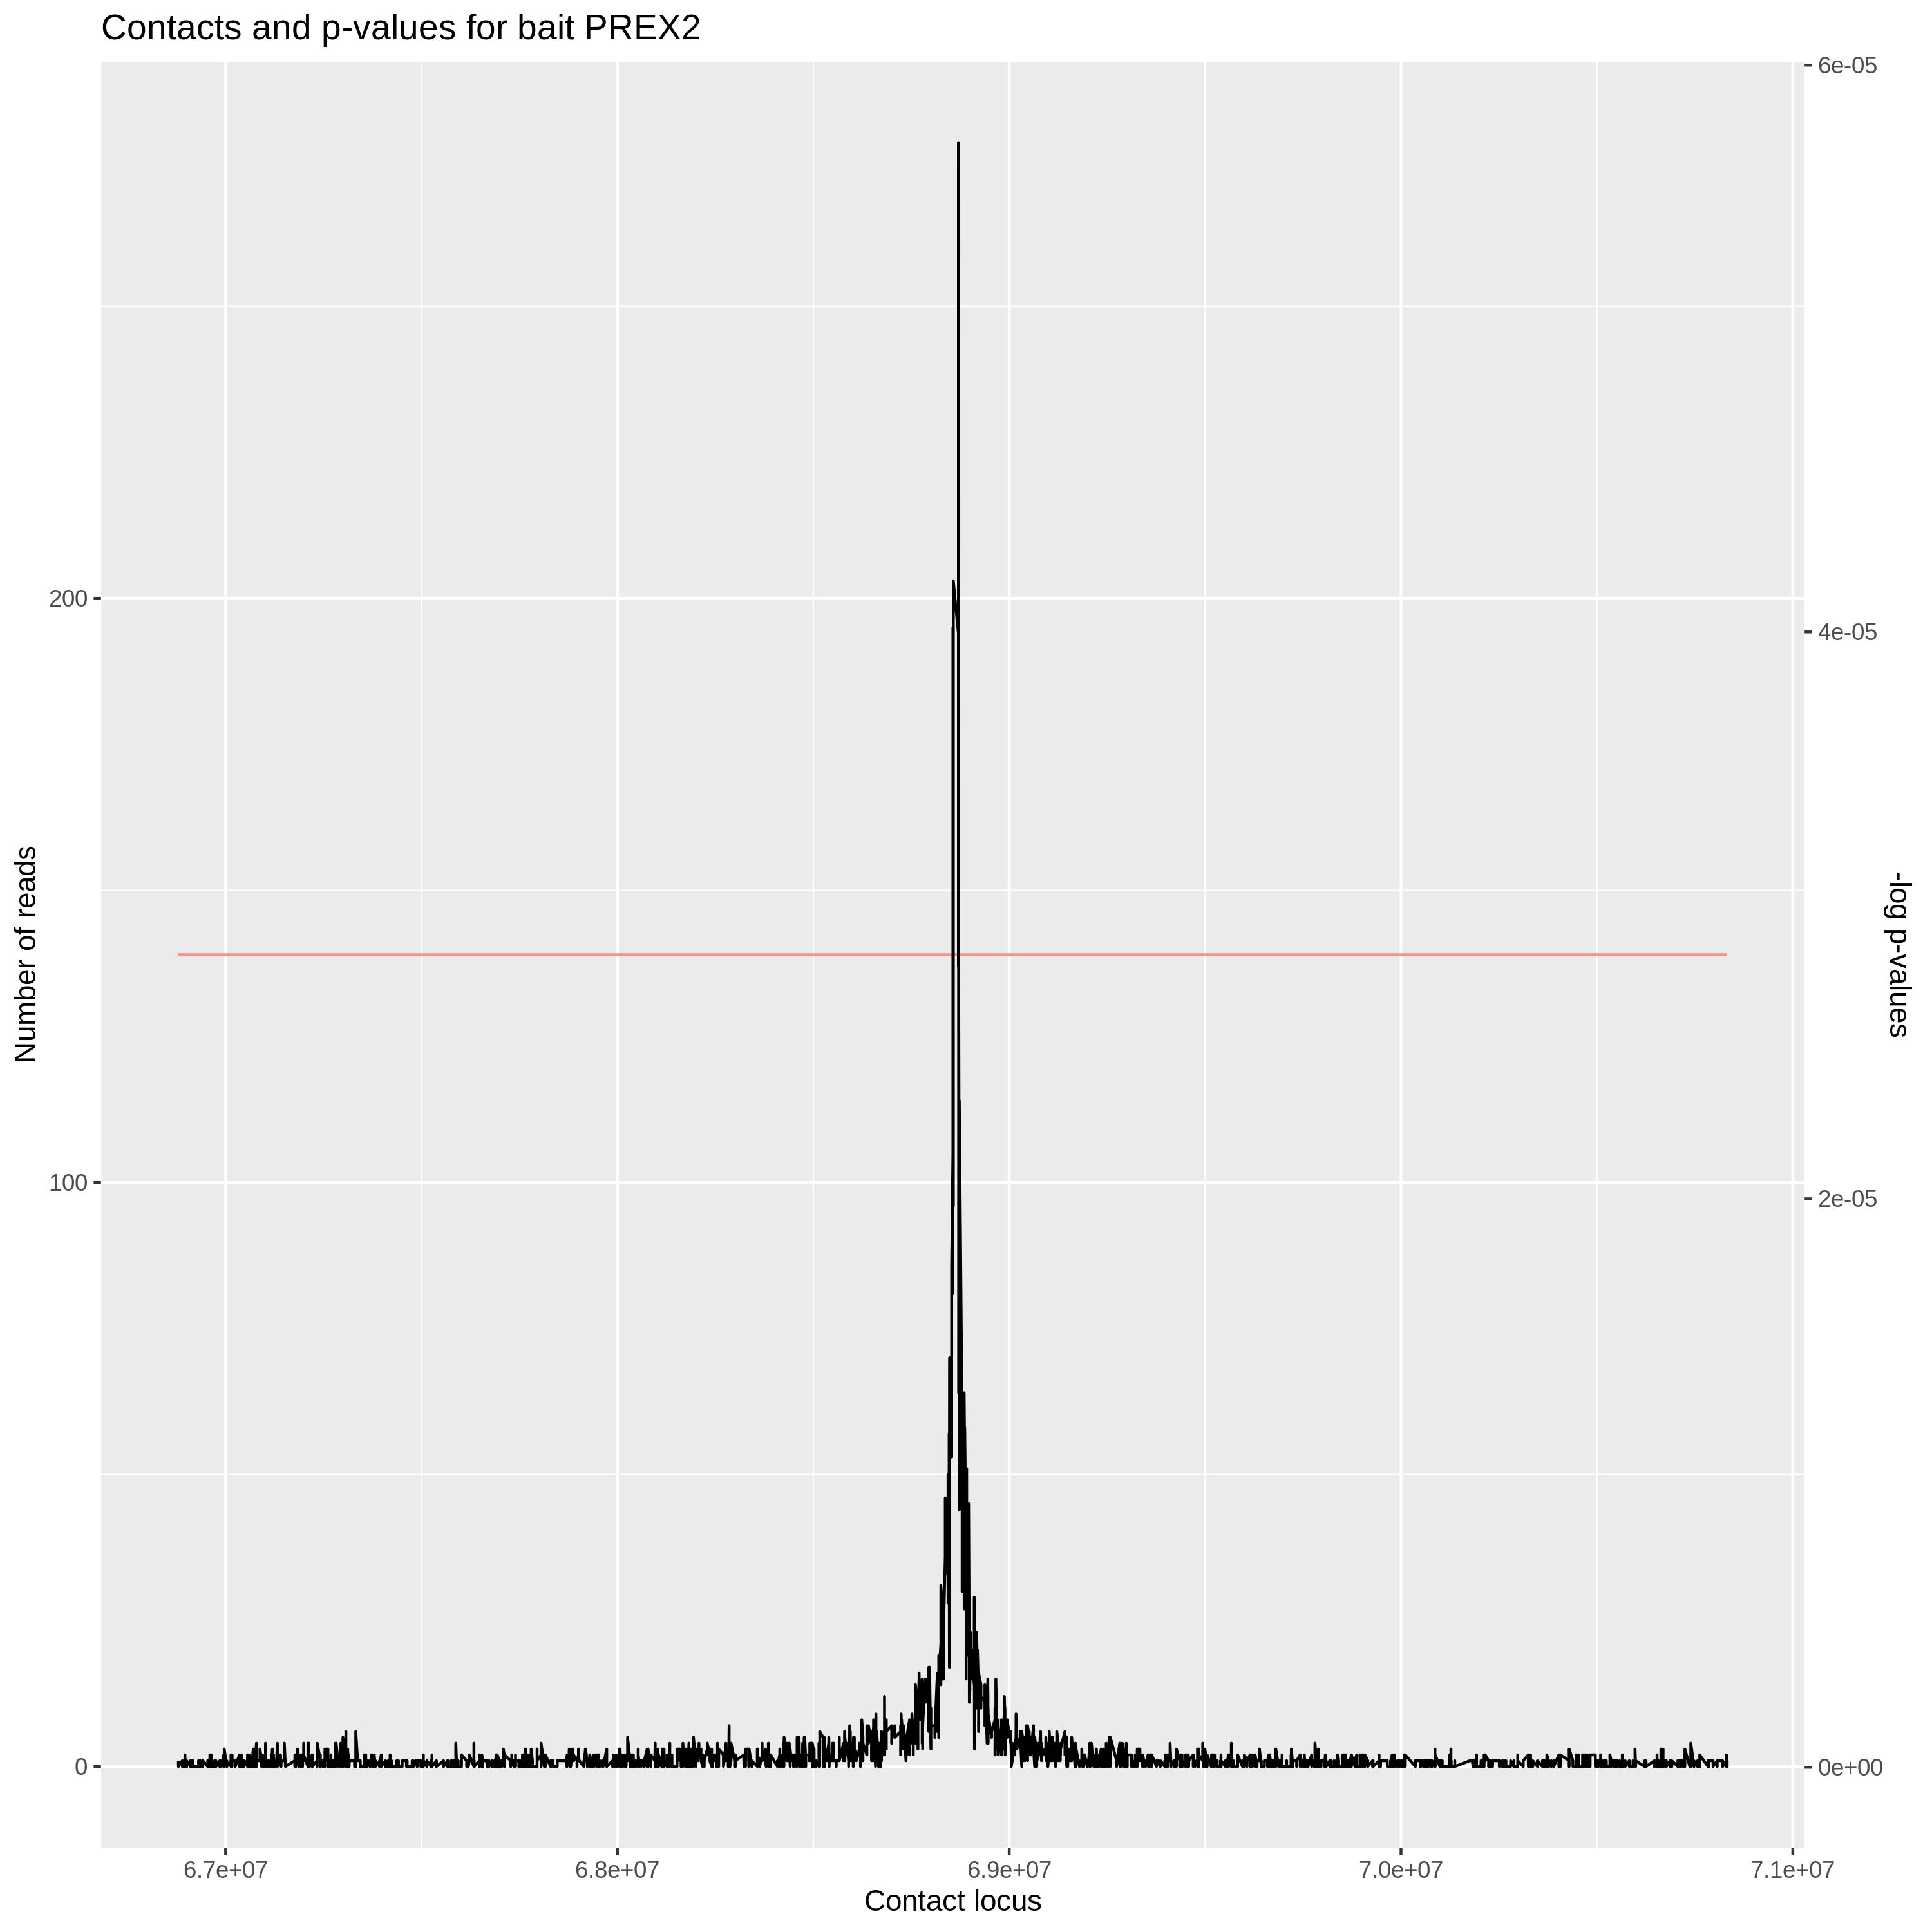 Contacts and p-values for bait PREX2
6e-05
200
4e-05
Number of reads
-log p-values
100
2e-05
0
0e+00
6.7e+07
6.8e+07
6.9e+07
7.0e+07
7.1e+07
Contact locus